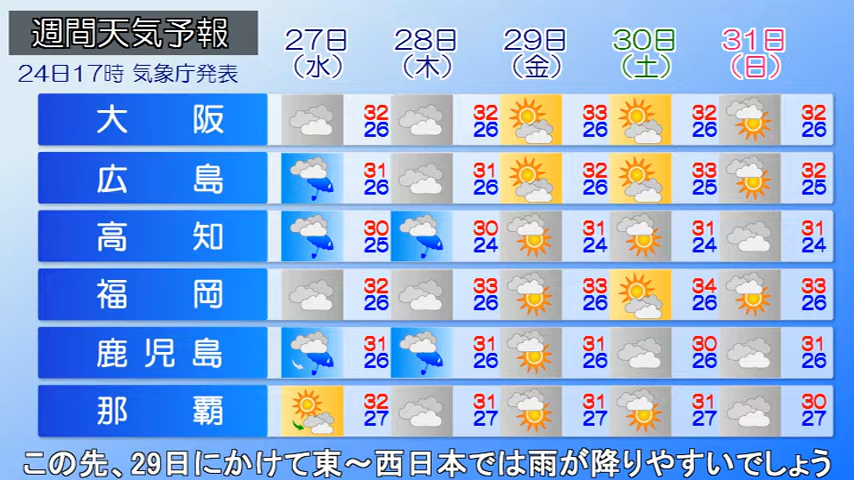 週間天気予報
24日17時 気象庁発表
27日 28日 29日 30日 31日
(水) (木) (金) (土) (日)
大阪 32 26 32 26 33 26 32 26 32 26
広島 31 26 31 26 32 26 33 25 32 25
高知 30 25 30 24 31 24 31 24 31 24
福岡 32 26 33 26 33 26 34 26 33 26
鹿児島 31 26 31 26 31 26 30 26 31 26
那覇 32 27 31 27 31 27 31 27 30 27
この先、29日にかけて東～西日本では雨が降りやすいでしょう